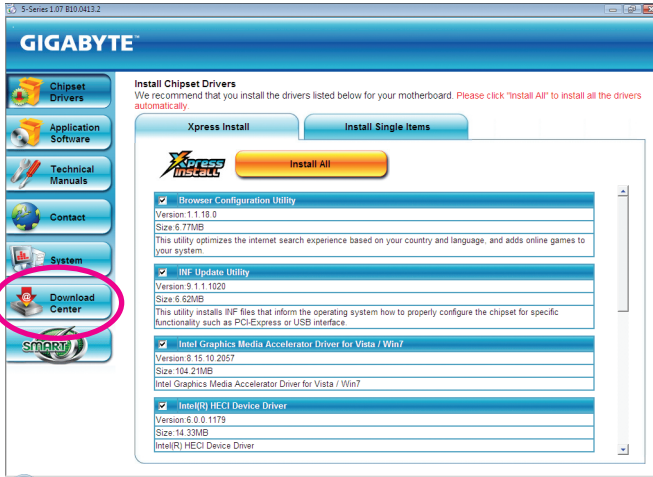 5-Series 1.07 B10.0413.2
GIGABYTE™
Chipset
Drivers
Application
Software
Technical
Manuals
Contact
System
Download
Center
SMART
Install Chipset Drivers
We recommend that you install the drivers listed below for your motherboard. Please click "Install All" to install all the drivers
automatically.
Xpress Install
Install Single Items
Xpress
Install
Install All
Browser Configuration Utility
Version:1.1.18.0
Size:6.77MB
This utility optimizes the internet search experience based on your country and language, and adds online games to
your system.
INF Update Utility
Version:9.1.1.1020
Size:6.62MB
This utility installs INF files that inform the operating system how to properly configure the chipset for specific
functionality such as PCI-Express or USB interface.
Intel Graphics Media Accelerator Driver for Vista / Win7
Version:8.15.10.2057
Size:104.21MB
Intel Graphics Media Accelerator Driver for Vista / Win7
Intel(R) HECI Device Driver
Version:6.0.0.1179
Size:14.33MB
Intel(R) HECI Device Driver